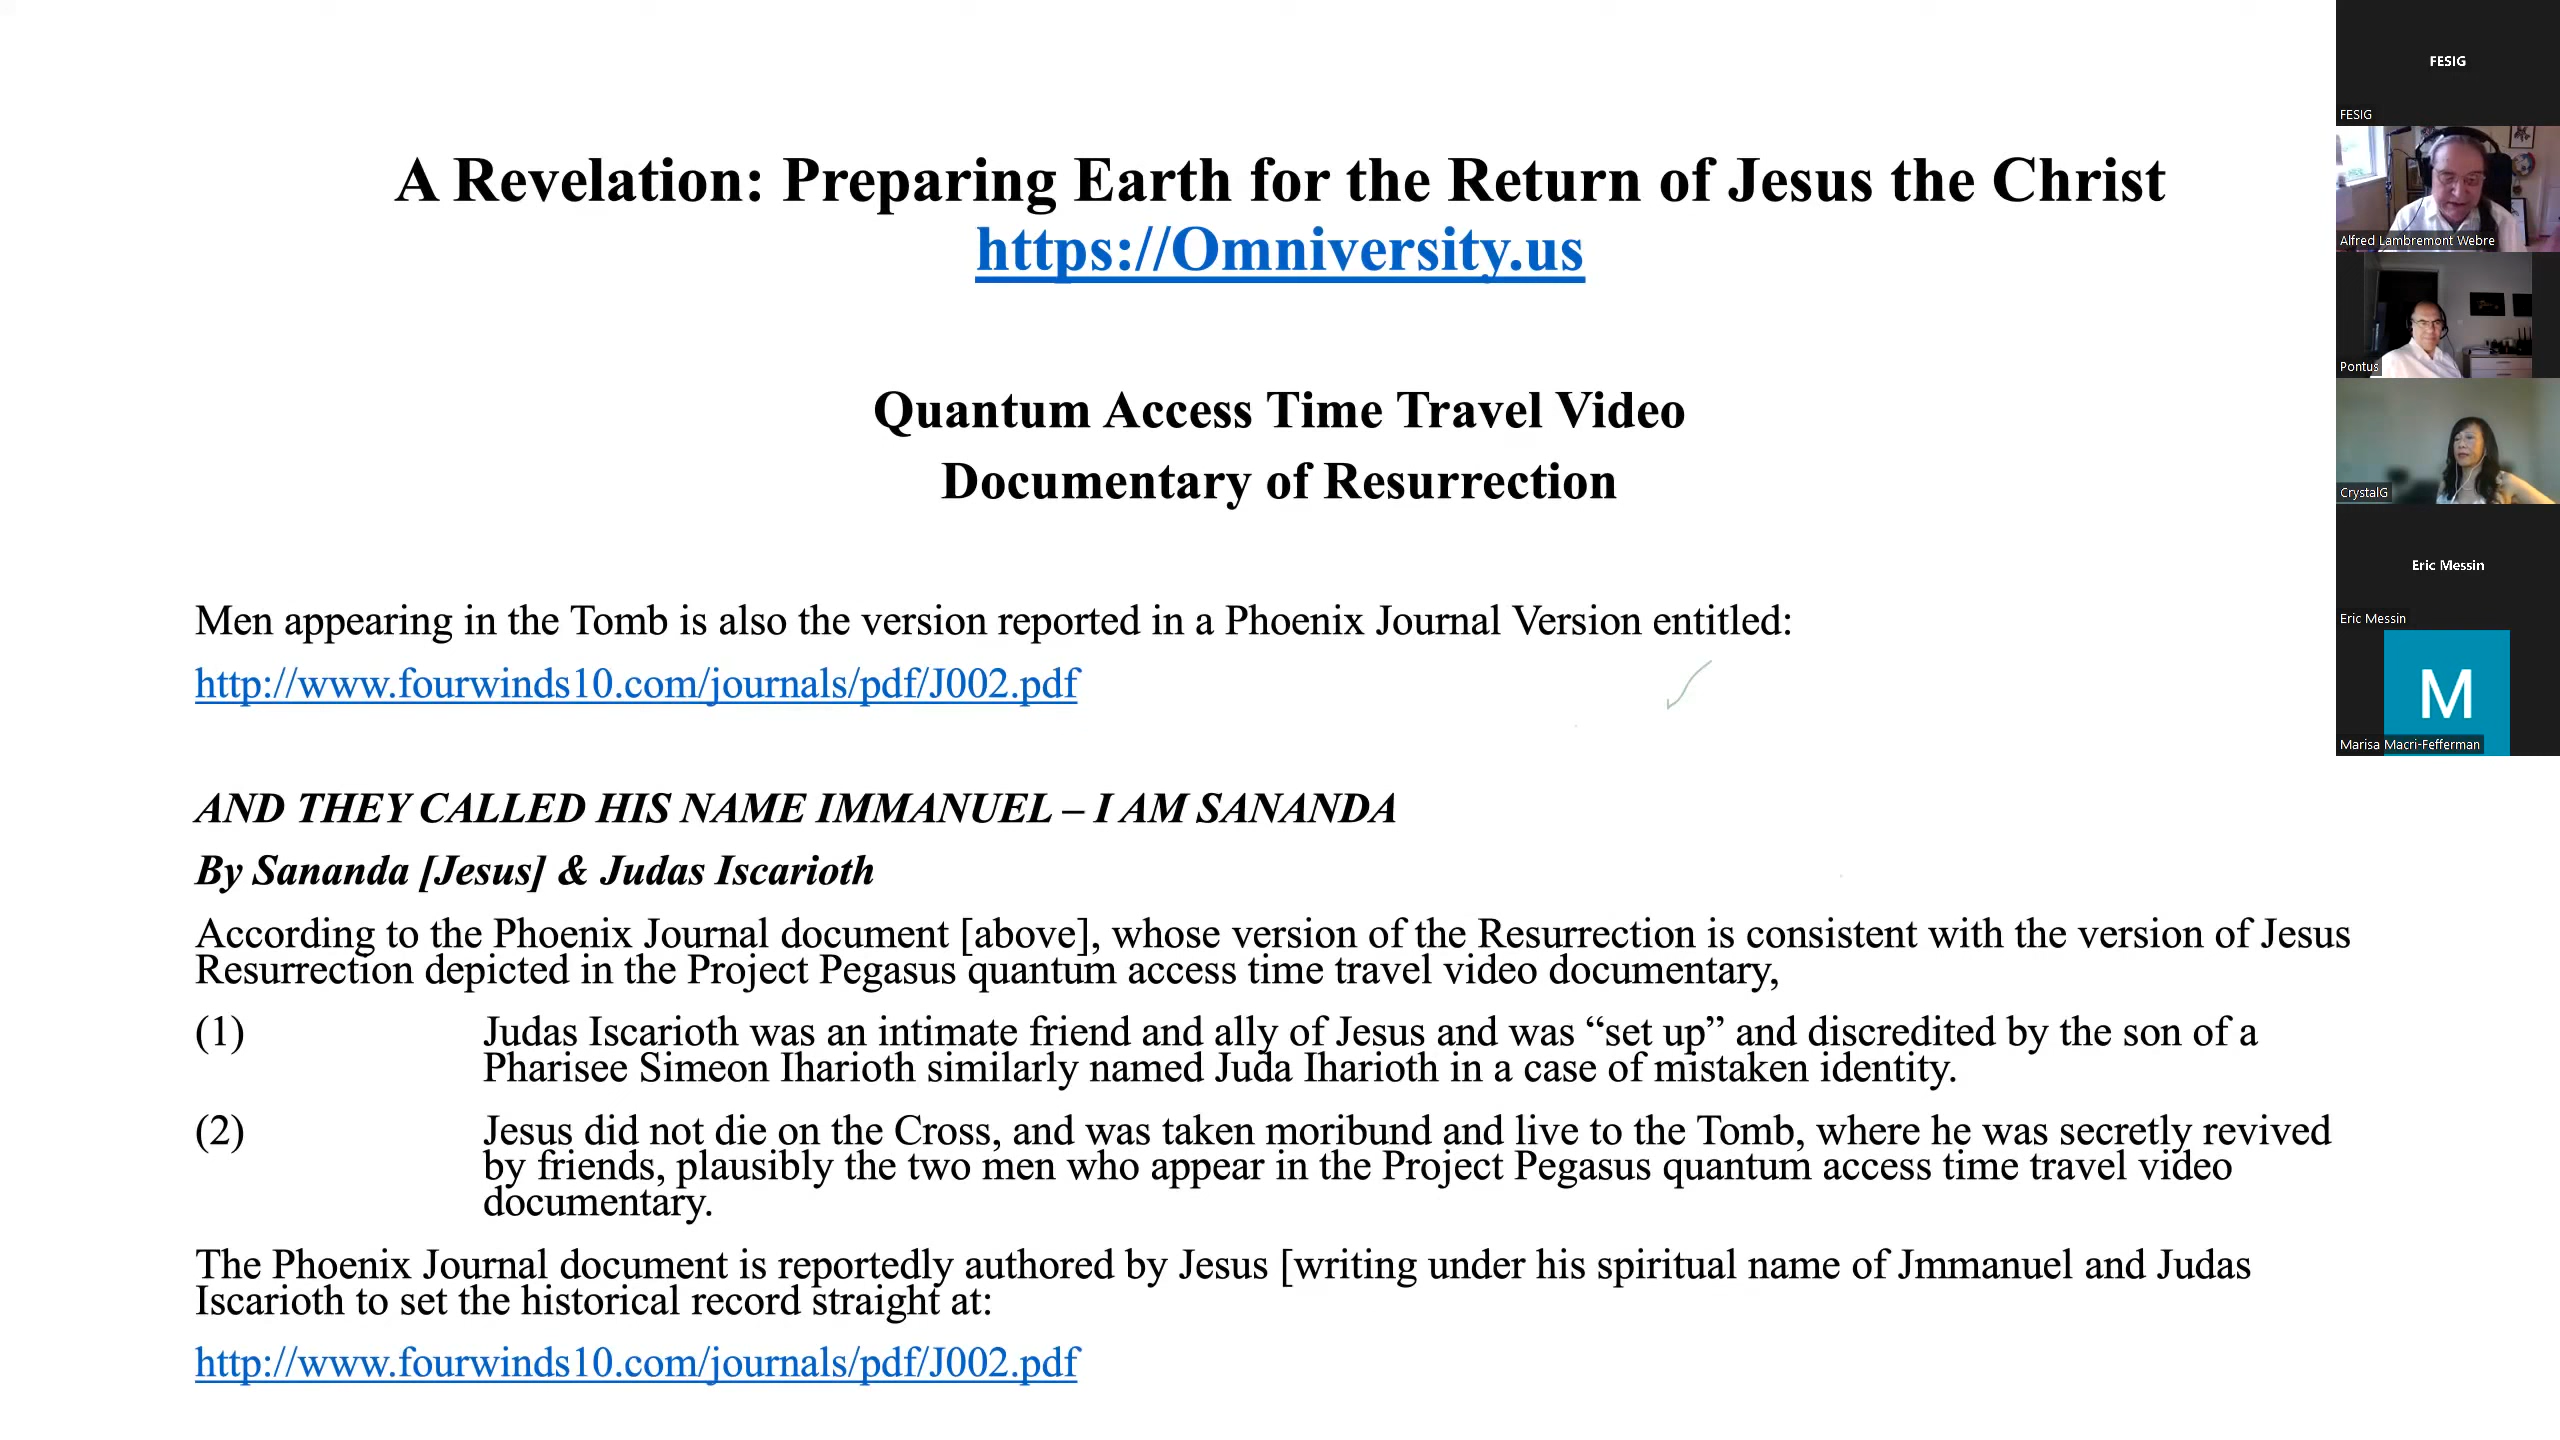 A Revelation: Preparing Earth for the Return of Jesus the Christ
https://Omniversity.us
Quantum Access Time Travel Video
Documentary of Resurrection
Men appearing in the Tomb is also the version reported in a Phoenix Journal Version entitled:
http://www.fourwinds10.com/journals/pdf/J002.pdf
AND THEY CALLED HIS NAME IMMANUEL – I AM SANANDA
By Sananda [Jesus] & Judas Iscarioth
According to the Phoenix Journal document [above], whose version of the Resurrection is consistent with the version of Jesus
Resurrection depicted in the Project Pegasus quantum access time travel video documentary,
(1) Judas Iscarioth was an intimate friend and ally of Jesus and was “set up” and discredited by the son of a
Pharisee Simeon Iharioth similarly named Juda Iharioth in a case of mistaken identity.
(2) Jesus did not die on the Cross, and was taken moribund and live to the Tomb, where he was secretly revived
by friends, plausibly the two men who appear in the Project Pegasus quantum access time travel video
documentary.
The Phoenix Journal document is reportedly authored by Jesus [writing under his spiritual name of Jmmanuel and Judas
Iscarioth to set the historical record straight at:
http://www.fourwinds10.com/journals/pdf/J002.pdf
FESIG
FESIG
Alfred Lambremont Webre
Pontus
CrystalG
Eric Messin
Eric Messin
M
Marisa Macri-Fefferman